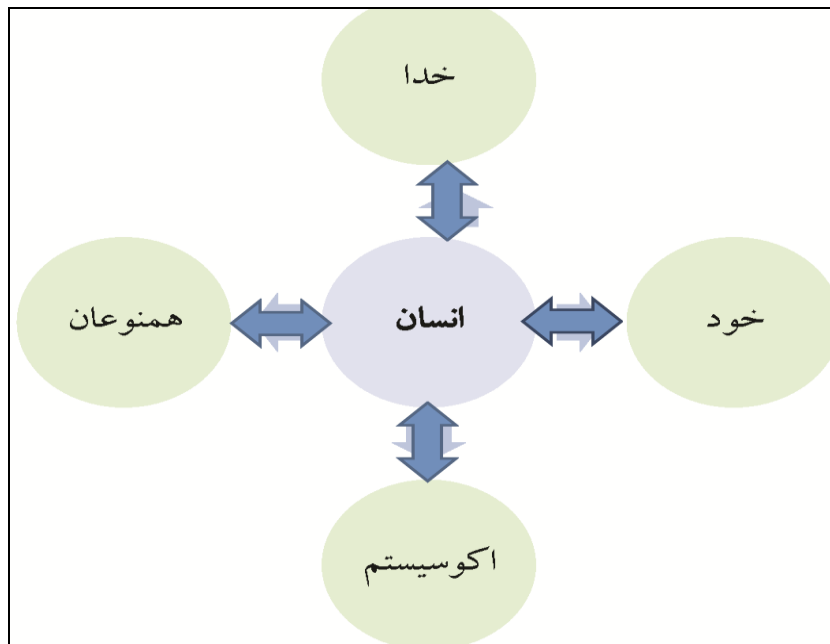 خدا
خود
انسان
همنوعان
اکوسیستم